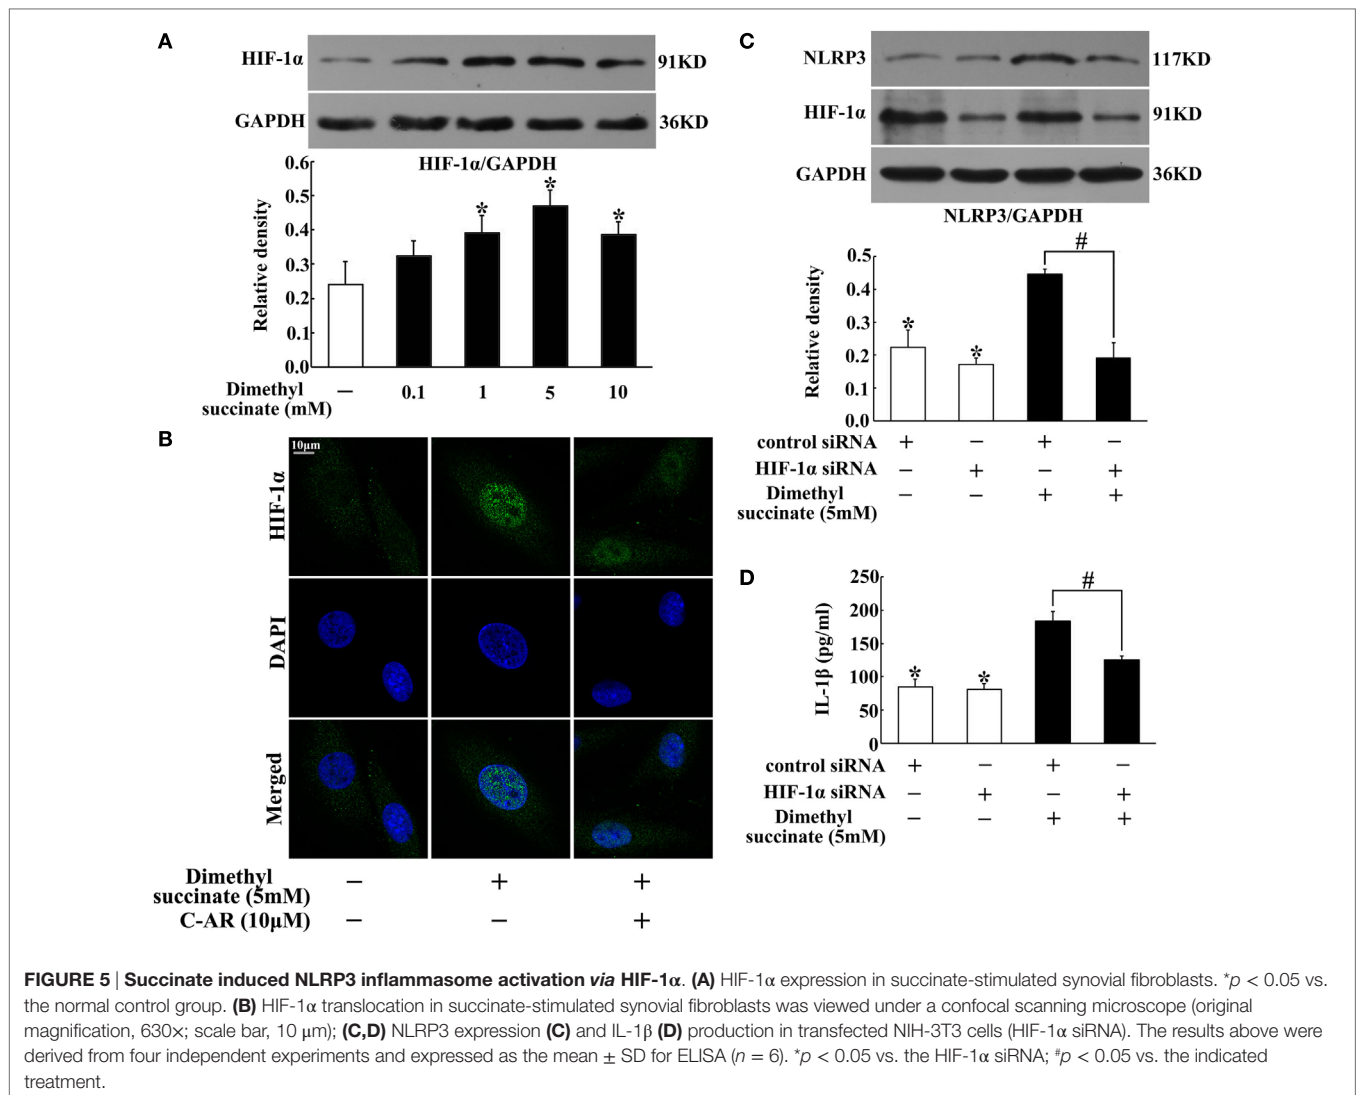 A
HIF-1α
91KD
GAPDH
36KD
HIF-1α/GAPDH
Relative density
0.6
0.5
0.4
0.3
0.2
0.1
0.0
*
*
*
Dimethyl
succinate (mM)
– 0.1 1 5 10
B
10μm
HIF-1α
DAPI
Merged
Dimethyl
succinate (5mM)
– + +
C-AR (10μM)
– – +
C
NLRP3
117KD
HIF-1α
91KD
GAPDH
36KD
NLRP3/GAPDH
Relative density
0.5
0.4
0.3
0.2
0.1
0.0
*
*
#
control siRNA + – + –
HIF-1α siRNA – + – +
Dimethyl
succinate (5mM)
– – + +
D
IL-1β (pg/ml)
250
200
150
100
50
0
*
*
#
control siRNA + – + –
HIF-1α siRNA – + – +
Dimethyl
succinate (5mM)
– – + +
FIGURE 5 | Succinate induced NLRP3 inflammasome activation via HIF-1α. (A) HIF-1α expression in succinate-stimulated synovial fibroblasts. *p < 0.05 vs.
the normal control group. (B) HIF-1α translocation in succinate-stimulated synovial fibroblasts was viewed under a confocal scanning microscope (original
magnification, 630×; scale bar, 10 μm); (C,D) NLRP3 expression (C) and IL-1β (D) production in transfected NIH-3T3 cells (HIF-1α siRNA). The results above were
derived from four independent experiments and expressed as the mean ± SD for ELISA (n = 6). *p < 0.05 vs. the HIF-1α siRNA; #p < 0.05 vs. the indicated
treatment.